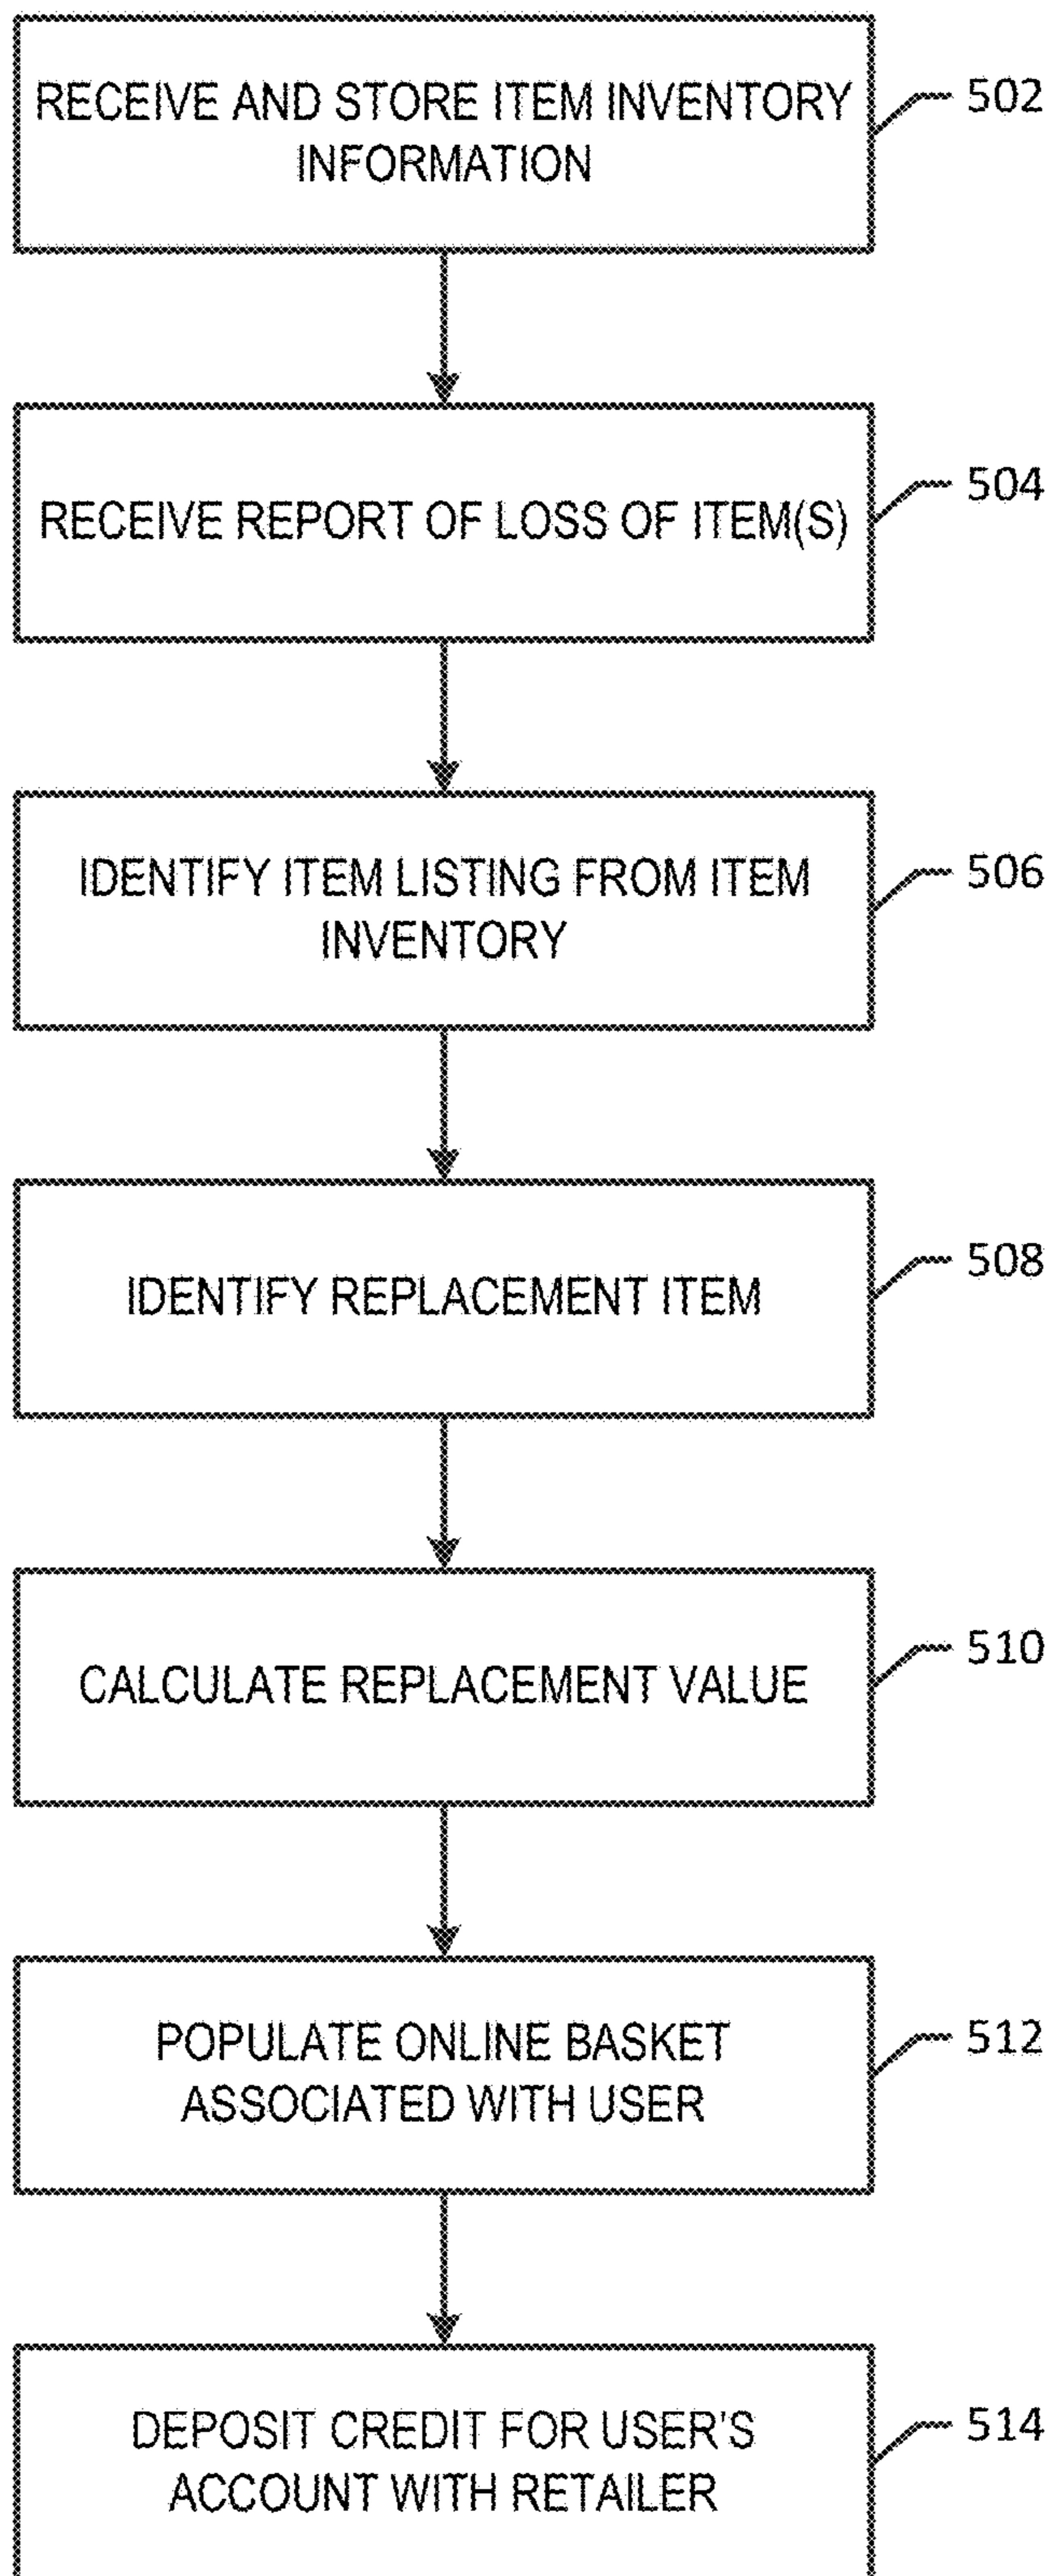 RECEIVE AND STORE ITEM INVENTORY
INFORMATION
502
RECEIVE REPORT OF LOSS OF ITEM(S)
504
IDENTIFY ITEM LISTING FROM ITEM
INVENTORY
506
IDENTIFY REPLACEMENT ITEM
508
CALCULATE REPLACEMENT VALUE
510
POPULATE ONLINE BASKET
ASSOCIATED WITH USER
512
DEPOSIT CREDIT FOR USER'S
ACCOUNT WITH RETAILER
514